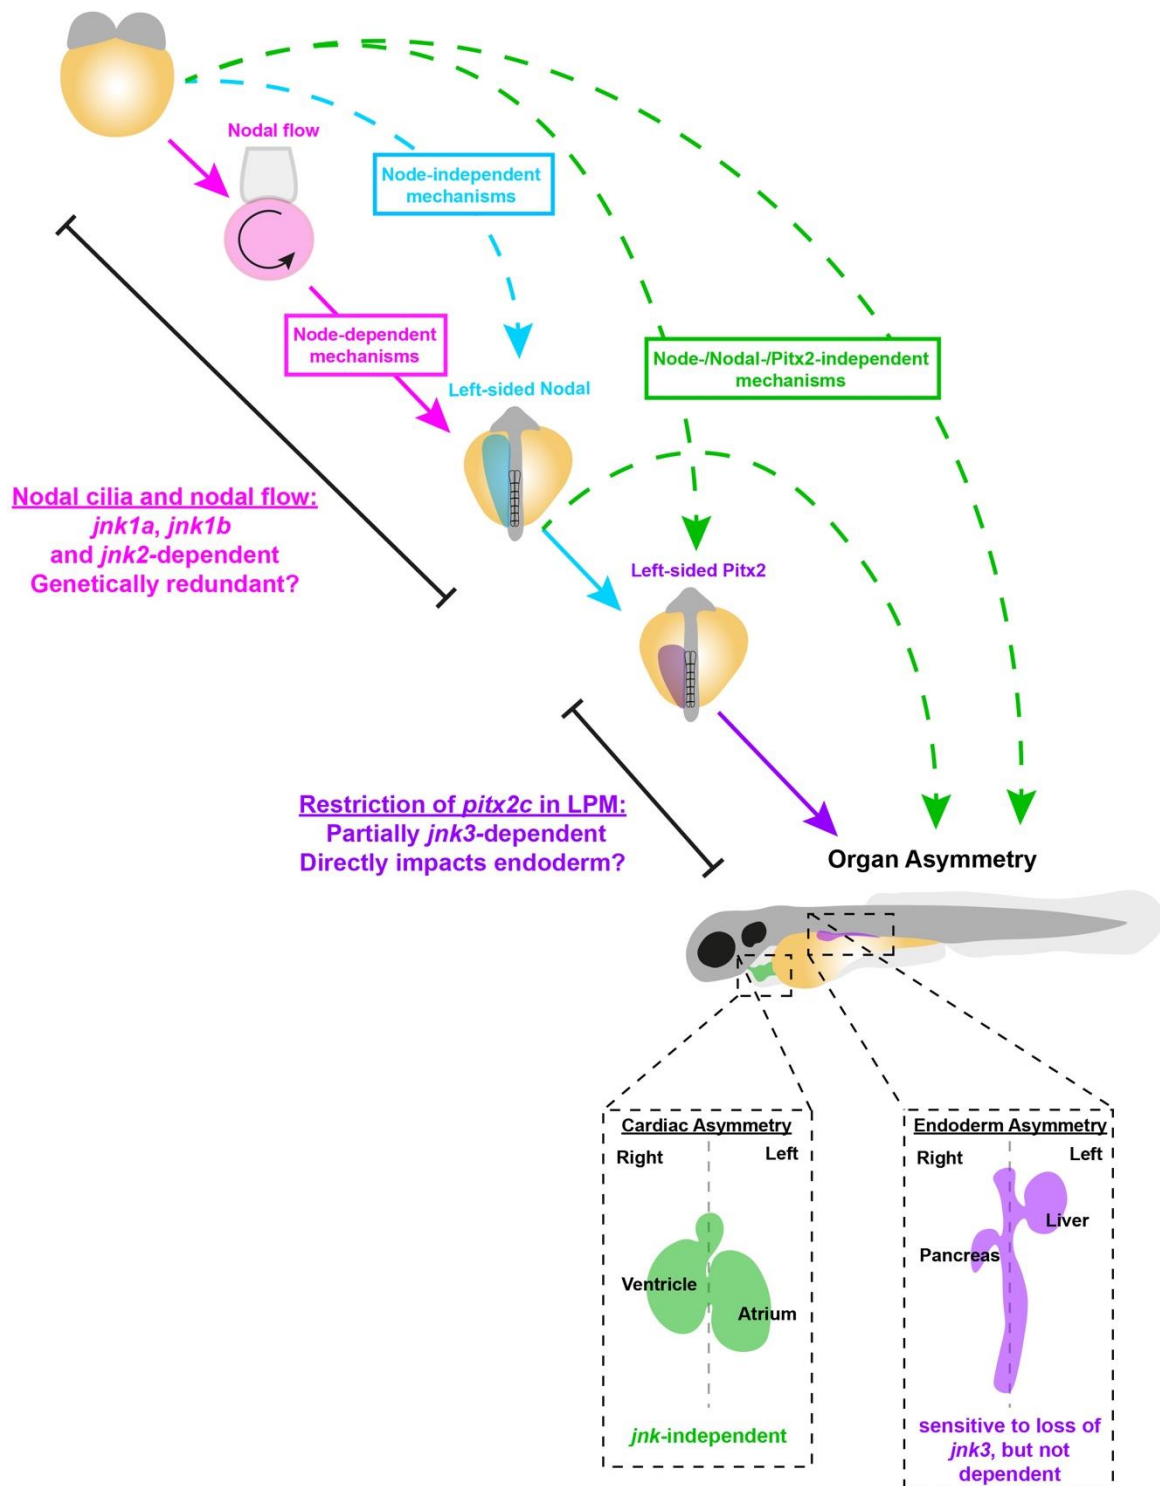 Nodal flow
Node-independent
mechanisms
Node-dependent
mechanisms
Node-/Nodal-/Pitx2-independent
mechanisms
Left-sided Nodal
Nodal cilia and nodal flow:
jnk1a, jnk1b
and jnk2-dependent
Genetically redundant?
Left-sided Pitx2
Restriction of pitx2c in LPM:
Partially jnk3-dependent
Directly impacts endoderm?
Organ Asymmetry
Cardiac Asymmetry
Right
Left
Ventricle
Atrium
jnk-independent
Endoderm Asymmetry
Right
Left
Liver
Pancreas
sensitive to loss of
jnk3, but not
dependent